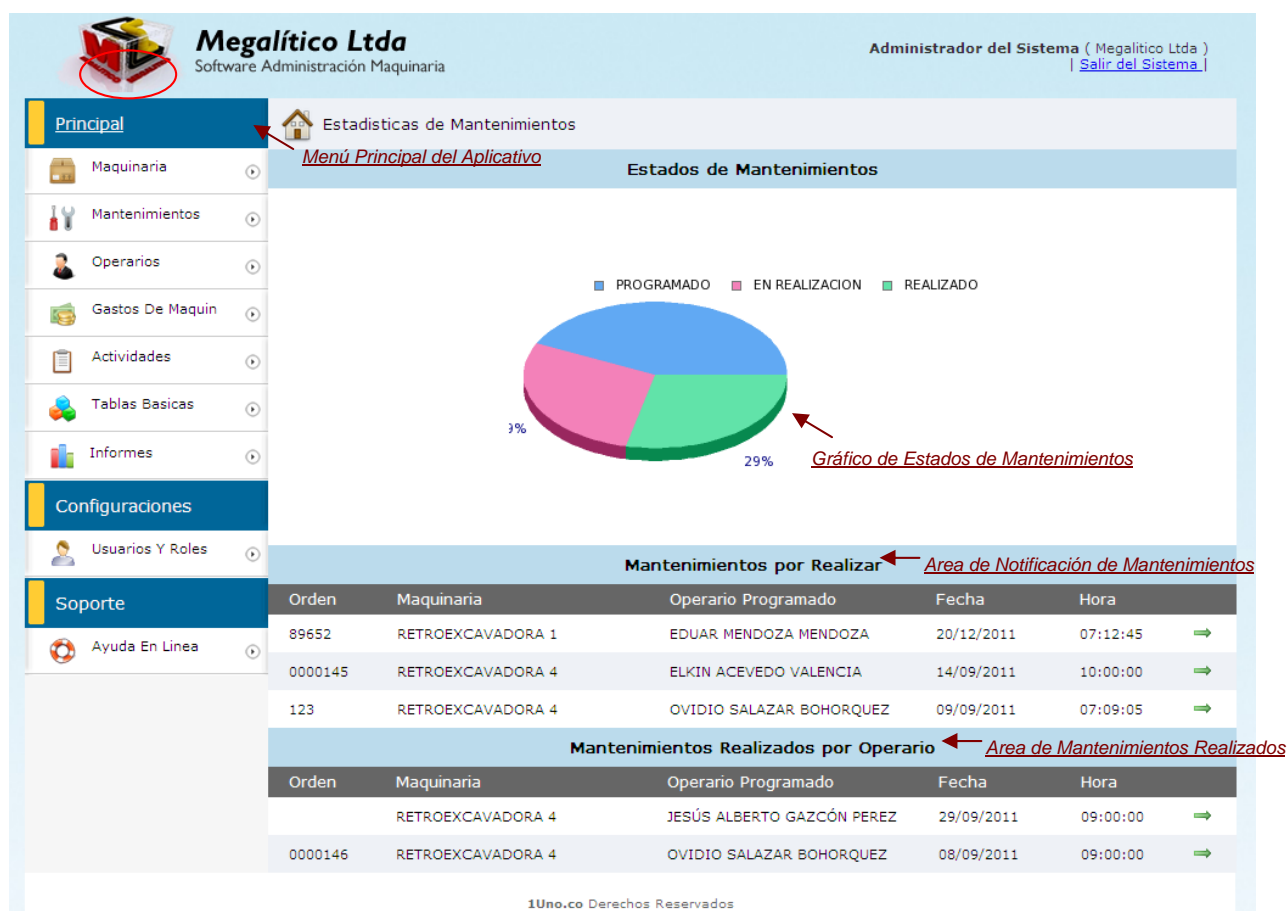 Megalítico Ltda
Software Administración Maquinaria
Administrador del Sistema ( Megalitico Ltda )
| Salir del Sistema |
Principal
Maquinaria
Mantenimientos
Operarios
Gastos De Maquin
Actividades
Tablas Basicas
Informes
Configuraciones
Usuarios Y Roles
Soporte
Ayuda En Linea
Estadisticas de Mantenimientos
Menú Principal del Aplicativo
Estados de Mantenimientos
PROGRAMADO EN REALIZACION REALIZADO
9%
29%
Gráfico de Estados de Mantenimientos
Mantenimientos por Realizar
Area de Notificación de Mantenimientos
Orden Maquinaria Operario Programado Fecha Hora
89652 RETROEXCAVADORA 1 EDUAR MENDOZA MENDOZA 20/12/2011 07:12:45
0000145 RETROEXCAVADORA 4 ELKIN ACEVEDO VALENCIA 14/09/2011 10:00:00
123 RETROEXCAVADORA 4 OVIDIO SALAZAR BOHORQUEZ 09/09/2011 07:09:05
Mantenimientos Realizados por Operario
Area de Mantenimientos Realizados
Orden Maquinaria Operario Programado Fecha Hora
RETROEXCAVADORA 4 JESÚS ALBERTO GAZCÓN PEREZ 29/09/2011 09:00:00
0000146 RETROEXCAVADORA 4 OVIDIO SALAZAR BOHORQUEZ 08/09/2011 09:00:00
1Uno.co Derechos Reservados